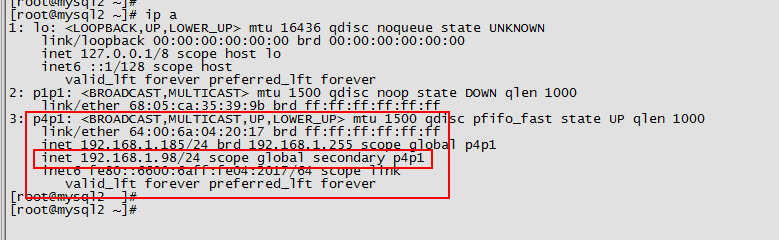 [root@mysql2 ~]#
[root@mysql2 ~]# ip a
1: lo: <LOOPBACK,UP,LOWER_UP> mtu 16436 qdisc noqueue state UNKNOWN
link/loopback 00:00:00:00:00:00 brd 00:00:00:00:00:00
inet 127.0.0.1/8 scope host lo
inet6 ::1/128 scope host
valid_lft forever preferred_lft forever
2: p1p1: <BROADCAST,MULTICAST> mtu 1500 qdisc noop state DOWN qlen 1000
link/ether 68:05:ca:35:39:9b brd ff:ff:ff:ff:ff:ff
3: p4p1: <BROADCAST,MULTICAST,UP,LOWER_UP> mtu 1500 qdisc pfifo_fast state UP qlen 1000
link/ether 64:00:6a:04:20:17 brd ff:ff:ff:ff:ff:ff
inet 192.168.1.185/24 brd 192.168.1.255 scope global p4p1
inet 192.168.1.98/24 scope global secondary p4p1
inet6 fe80::6600:6aff:fe04:2017/64 scope link
valid_lft forever preferred_lft forever
[root@mysql2 ~]#
[root@mysql2 ~]#